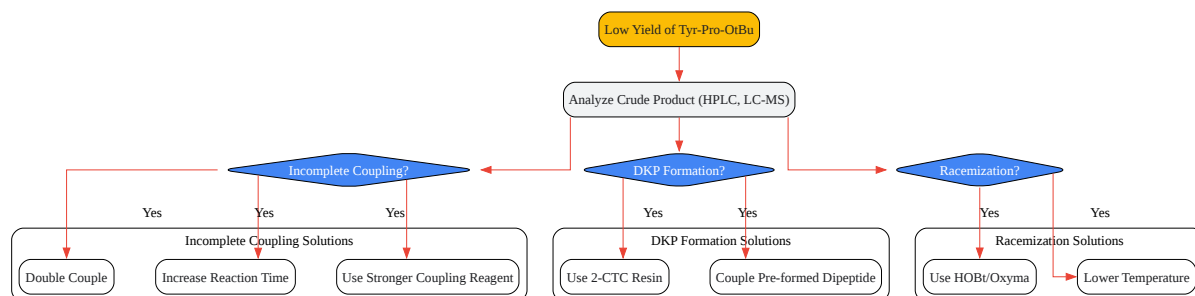 Low Yield of Tyr-Pro-OtBu
Analyze Crude Product (HPLC, LC-MS)
Incomplete Coupling?
DKP Formation?
Racemization?
Yes
Yes
Yes
Yes
Yes
Yes
Yes
Incomplete Coupling Solutions
DKP Formation Solutions
Racemization Solutions
Double Couple
Increase Reaction Time
Use Stronger Coupling Reagent
Use 2-CTC Resin
Couple Pre-formed Dipeptide
Use HOBt/Oxyma
Lower Temperature